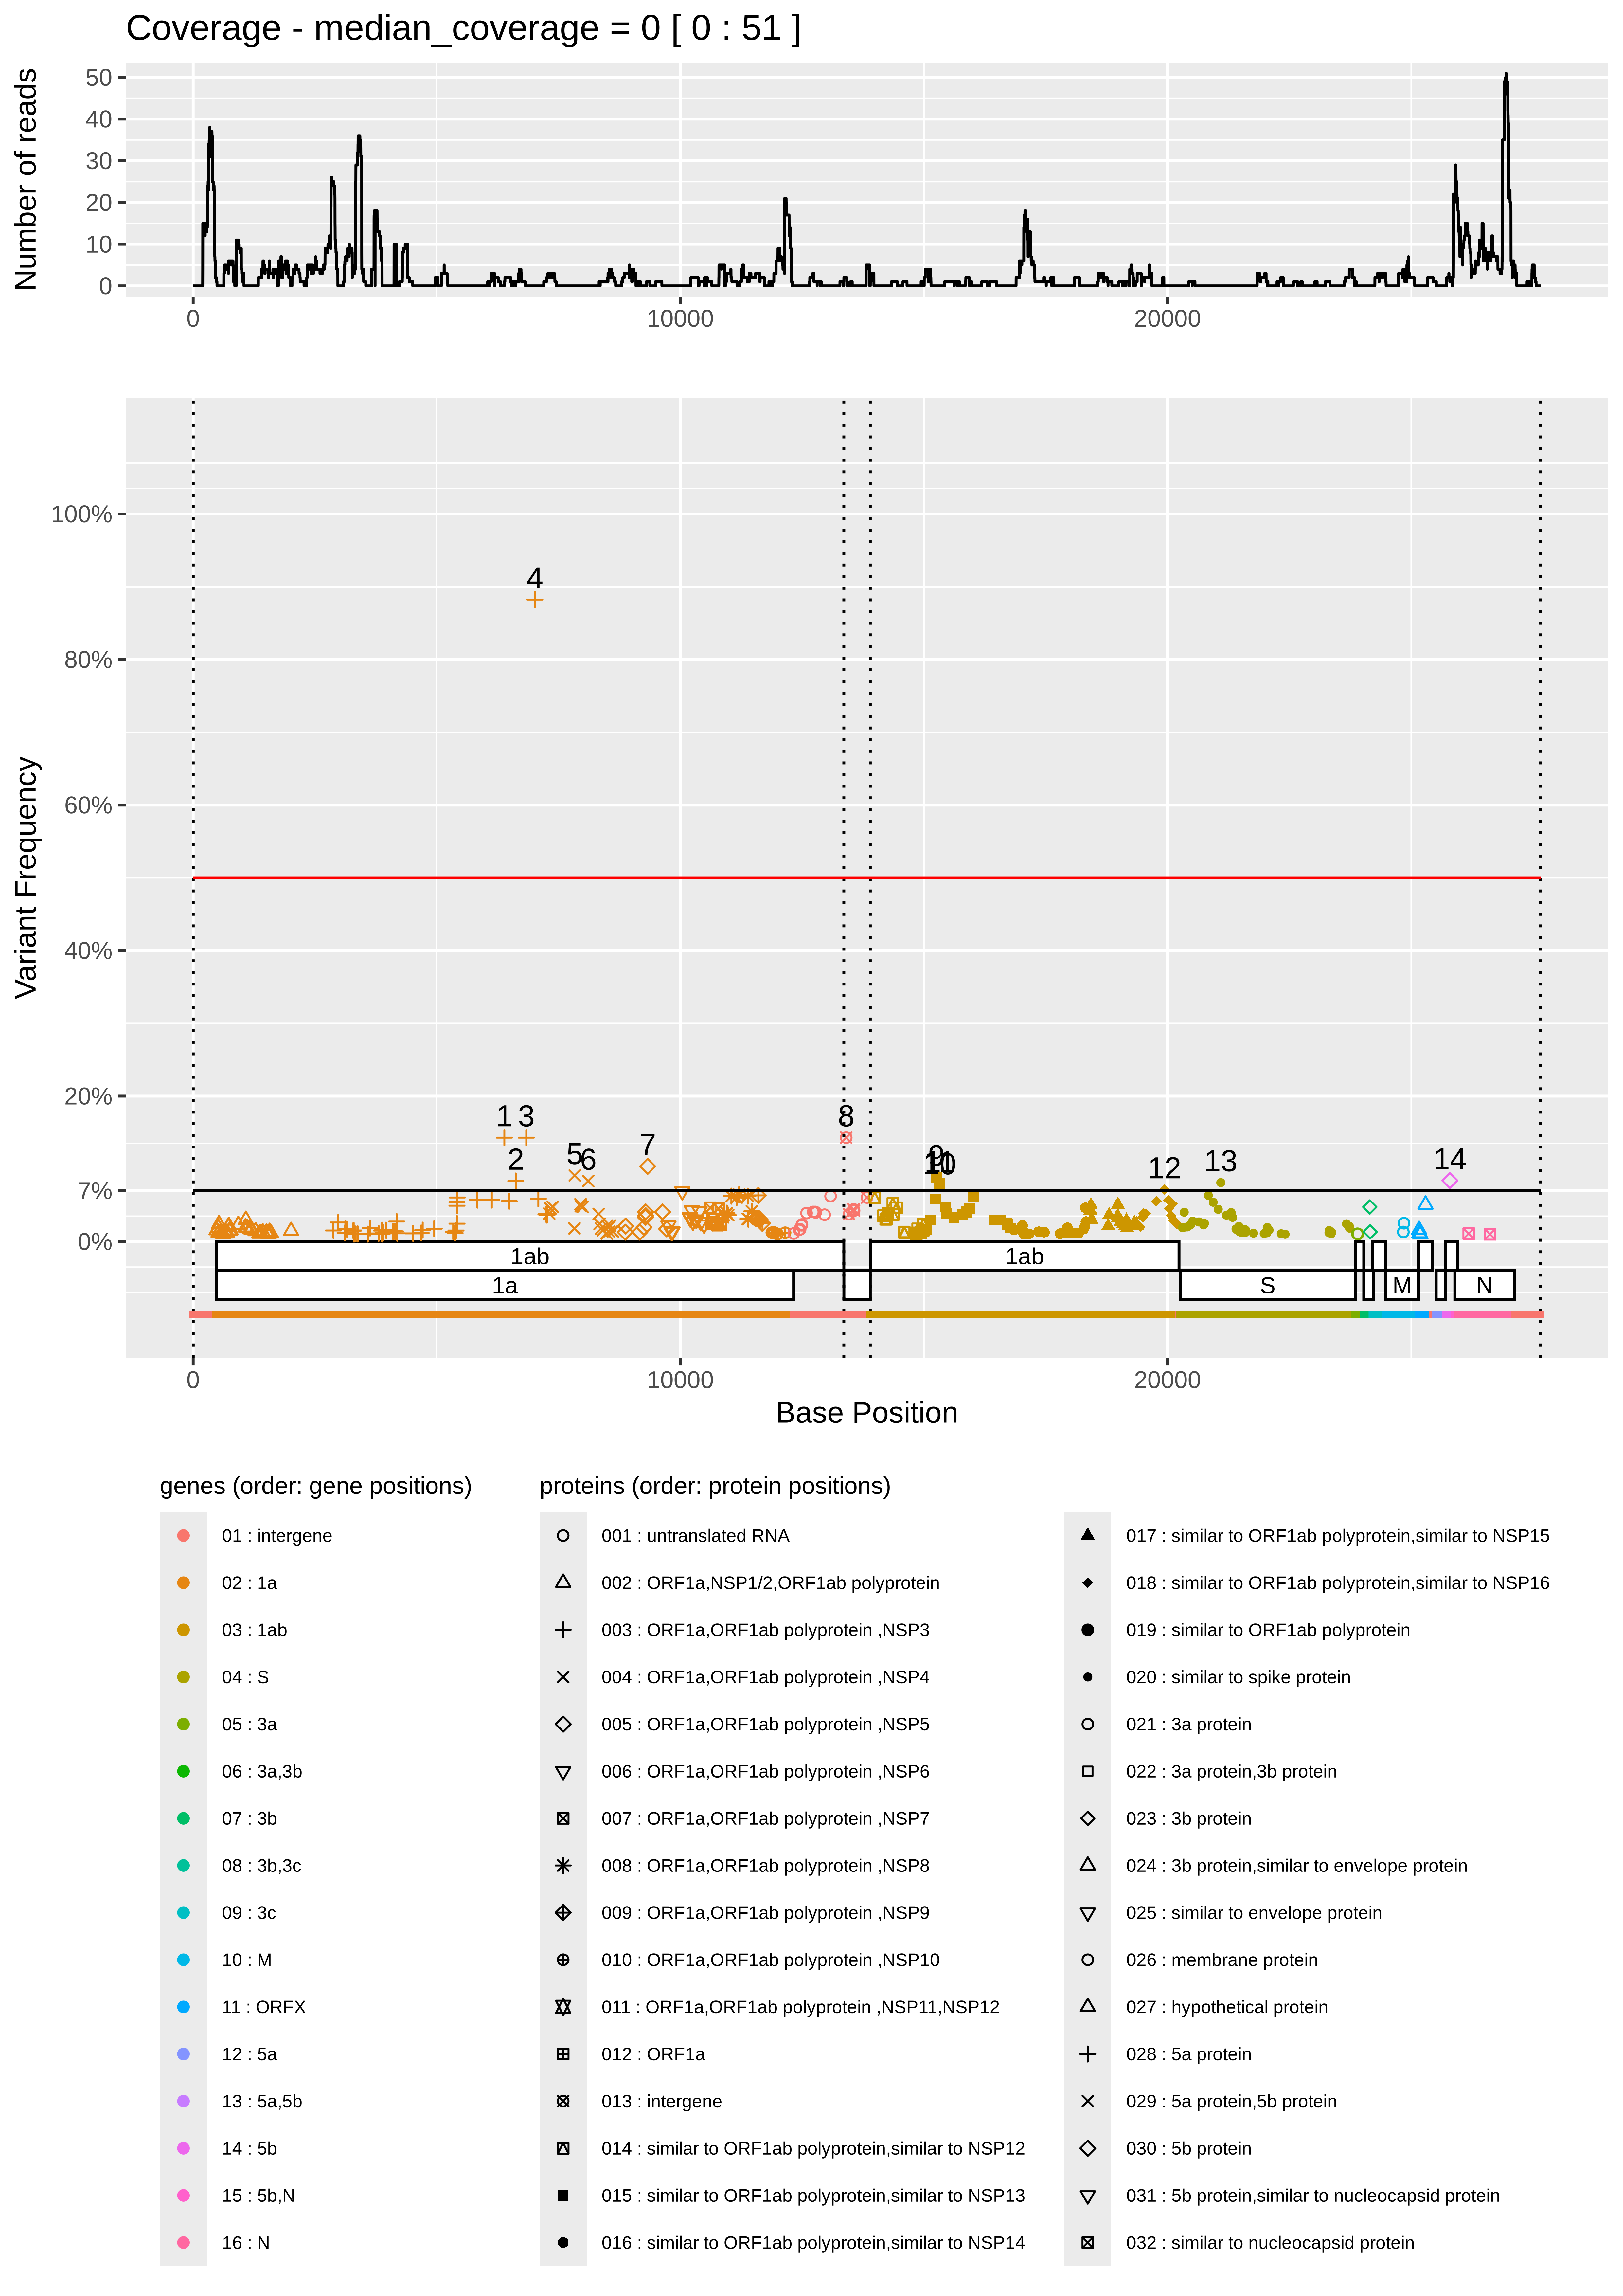 Coverage - median_coverage = 0 [ 0 : 51 ]
Number of reads
50
40
30
20
10
0
0
10000
20000
Variant Frequency
100%
80%
60%
40%
20%
7%
0%
4
1
3
8
2
5
6
7
9
10
12
13
14
1ab
1ab
1a
S
M
N
0
10000
20000
Base Position
genes (order: gene positions)
01 : intergene
02 : 1a
03 : 1ab
04 : S
05 : 3a
06 : 3a,3b
07 : 3b
08 : 3b,3c
09 : 3c
10 : M
11 : ORFX
12 : 5a
13 : 5a,5b
14 : 5b
15 : 5b,N
16 : N
proteins (order: protein positions)
001 : untranslated RNA
002 : ORF1a,NSP1/2,ORF1ab polyprotein
003 : ORF1a,ORF1ab polyprotein ,NSP3
004 : ORF1a,ORF1ab polyprotein ,NSP4
005 : ORF1a,ORF1ab polyprotein ,NSP5
006 : ORF1a,ORF1ab polyprotein ,NSP6
007 : ORF1a,ORF1ab polyprotein ,NSP7
008 : ORF1a,ORF1ab polyprotein ,NSP8
009 : ORF1a,ORF1ab polyprotein ,NSP9
010 : ORF1a,ORF1ab polyprotein ,NSP10
011 : ORF1a,ORF1ab polyprotein ,NSP11,NSP12
012 : ORF1a
013 : intergene
014 : similar to ORF1ab polyprotein,similar to NSP12
015 : similar to ORF1ab polyprotein,similar to NSP13
016 : similar to ORF1ab polyprotein,similar to NSP14
017 : similar to ORF1ab polyprotein,similar to NSP15
018 : similar to ORF1ab polyprotein,similar to NSP16
019 : similar to ORF1ab polyprotein
020 : similar to spike protein
021 : 3a protein
022 : 3a protein,3b protein
023 : 3b protein
024 : 3b protein,similar to envelope protein
025 : similar to envelope protein
026 : membrane protein
027 : hypothetical protein
028 : 5a protein
029 : 5a protein,5b protein
030 : 5b protein
031 : 5b protein,similar to nucleocapsid protein
032 : similar to nucleocapsid protein